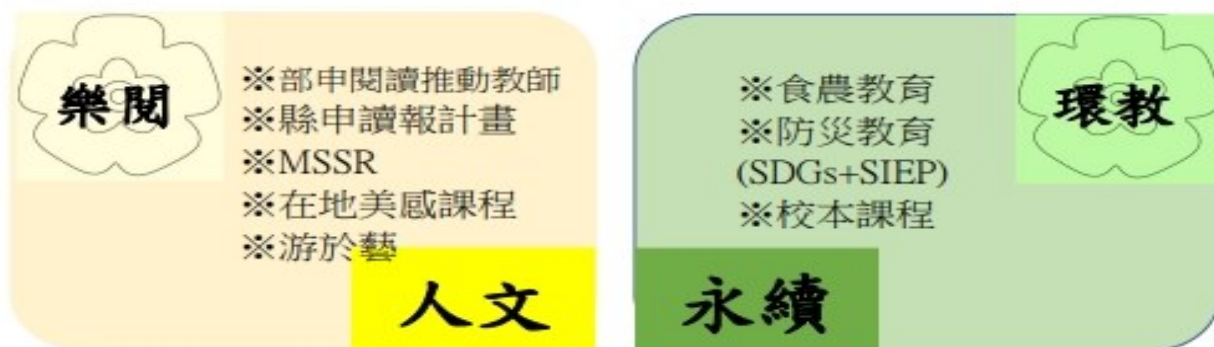 樂閱
※部申閱讀推動教師
※縣申讀報計畫
※MSSR
※在地美感課程
※游於藝
人文
環教
※食農教育
※防災教育
(SDGs+SIEP)
※校本課程
永續